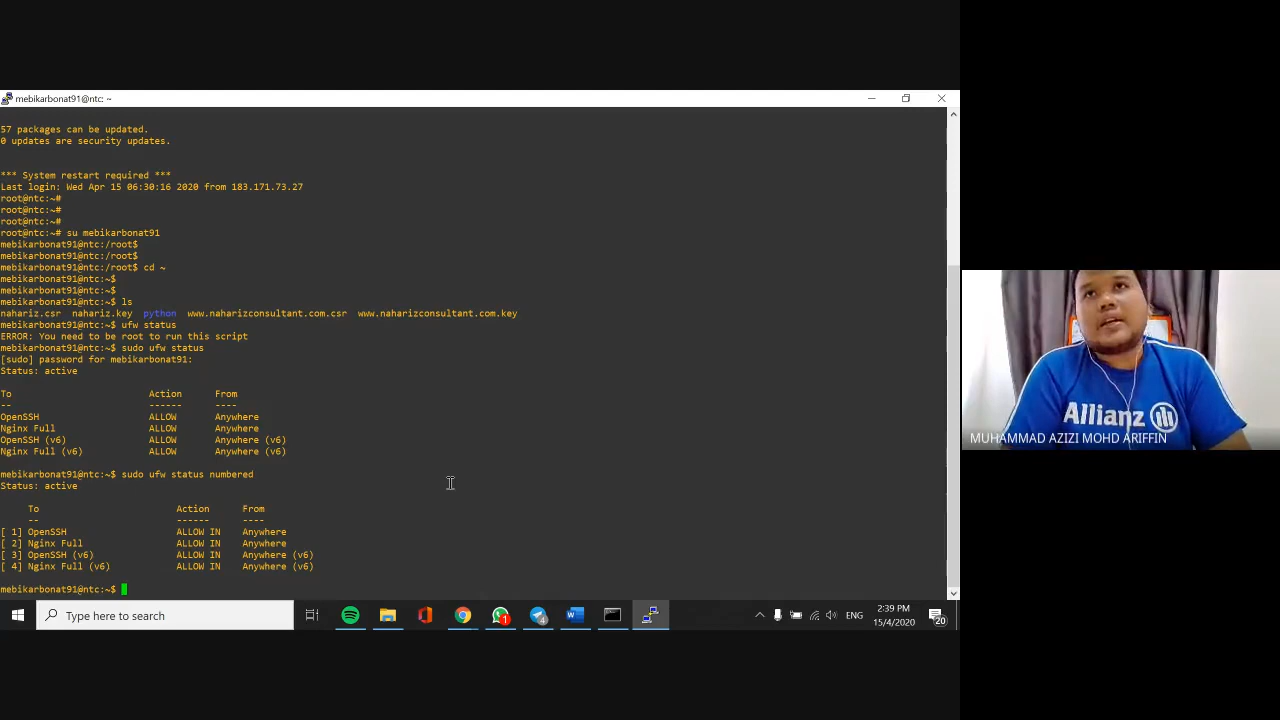 mebikarbonat91@ntc: ~
57 packages can be updated.
0 updates are security updates.
*** System restart required ***
Last login: Wed Apr 15 06:30:16 2020 from 183.171.73.27
root@ntc:~#
root@ntc:~#
root@ntc:~#
root@ntc:~# su mebikarbonat91
mebikarbonat91@ntc:/root$
mebikarbonat91@ntc:/root$
mebikarbonat91@ntc:/root$ cd ~
mebikarbonat91@ntc:~$
mebikarbonat91@ntc:~$
mebikarbonat91@ntc:~$ ls
nahariz.csr nahariz.key python www.naharizconsultant.com.csr www.naharizconsultant.com.key
mebikarbonat91@ntc:~$ ufw status
ERROR: You need to be root to run this script
mebikarbonat91@ntc:~$ sudo ufw status
[sudo] password for mebikarbonat91:
Status: active
To Action From
-- ------ ----
OpenSSH ALLOW Anywhere
Nginx Full ALLOW Anywhere
OpenSSH (v6) ALLOW Anywhere (v6)
Nginx Full (v6) ALLOW Anywhere (v6)
mebikarbonat91@ntc:~$ sudo ufw status numbered
Status: active
To Action From
-- ------ ----
[ 1] OpenSSH ALLOW IN Anywhere
[ 2] Nginx Full ALLOW IN Anywhere
[ 3] OpenSSH (v6) ALLOW IN Anywhere (v6)
[ 4] Nginx Full (v6) ALLOW IN Anywhere (v6)
mebikarbonat91@ntc:~$
Type here to search
1
4
ENG
2:39 PM
15/4/2020
20
Allianz
MUHAMMAD AZIZI MOHD ARIFFIN